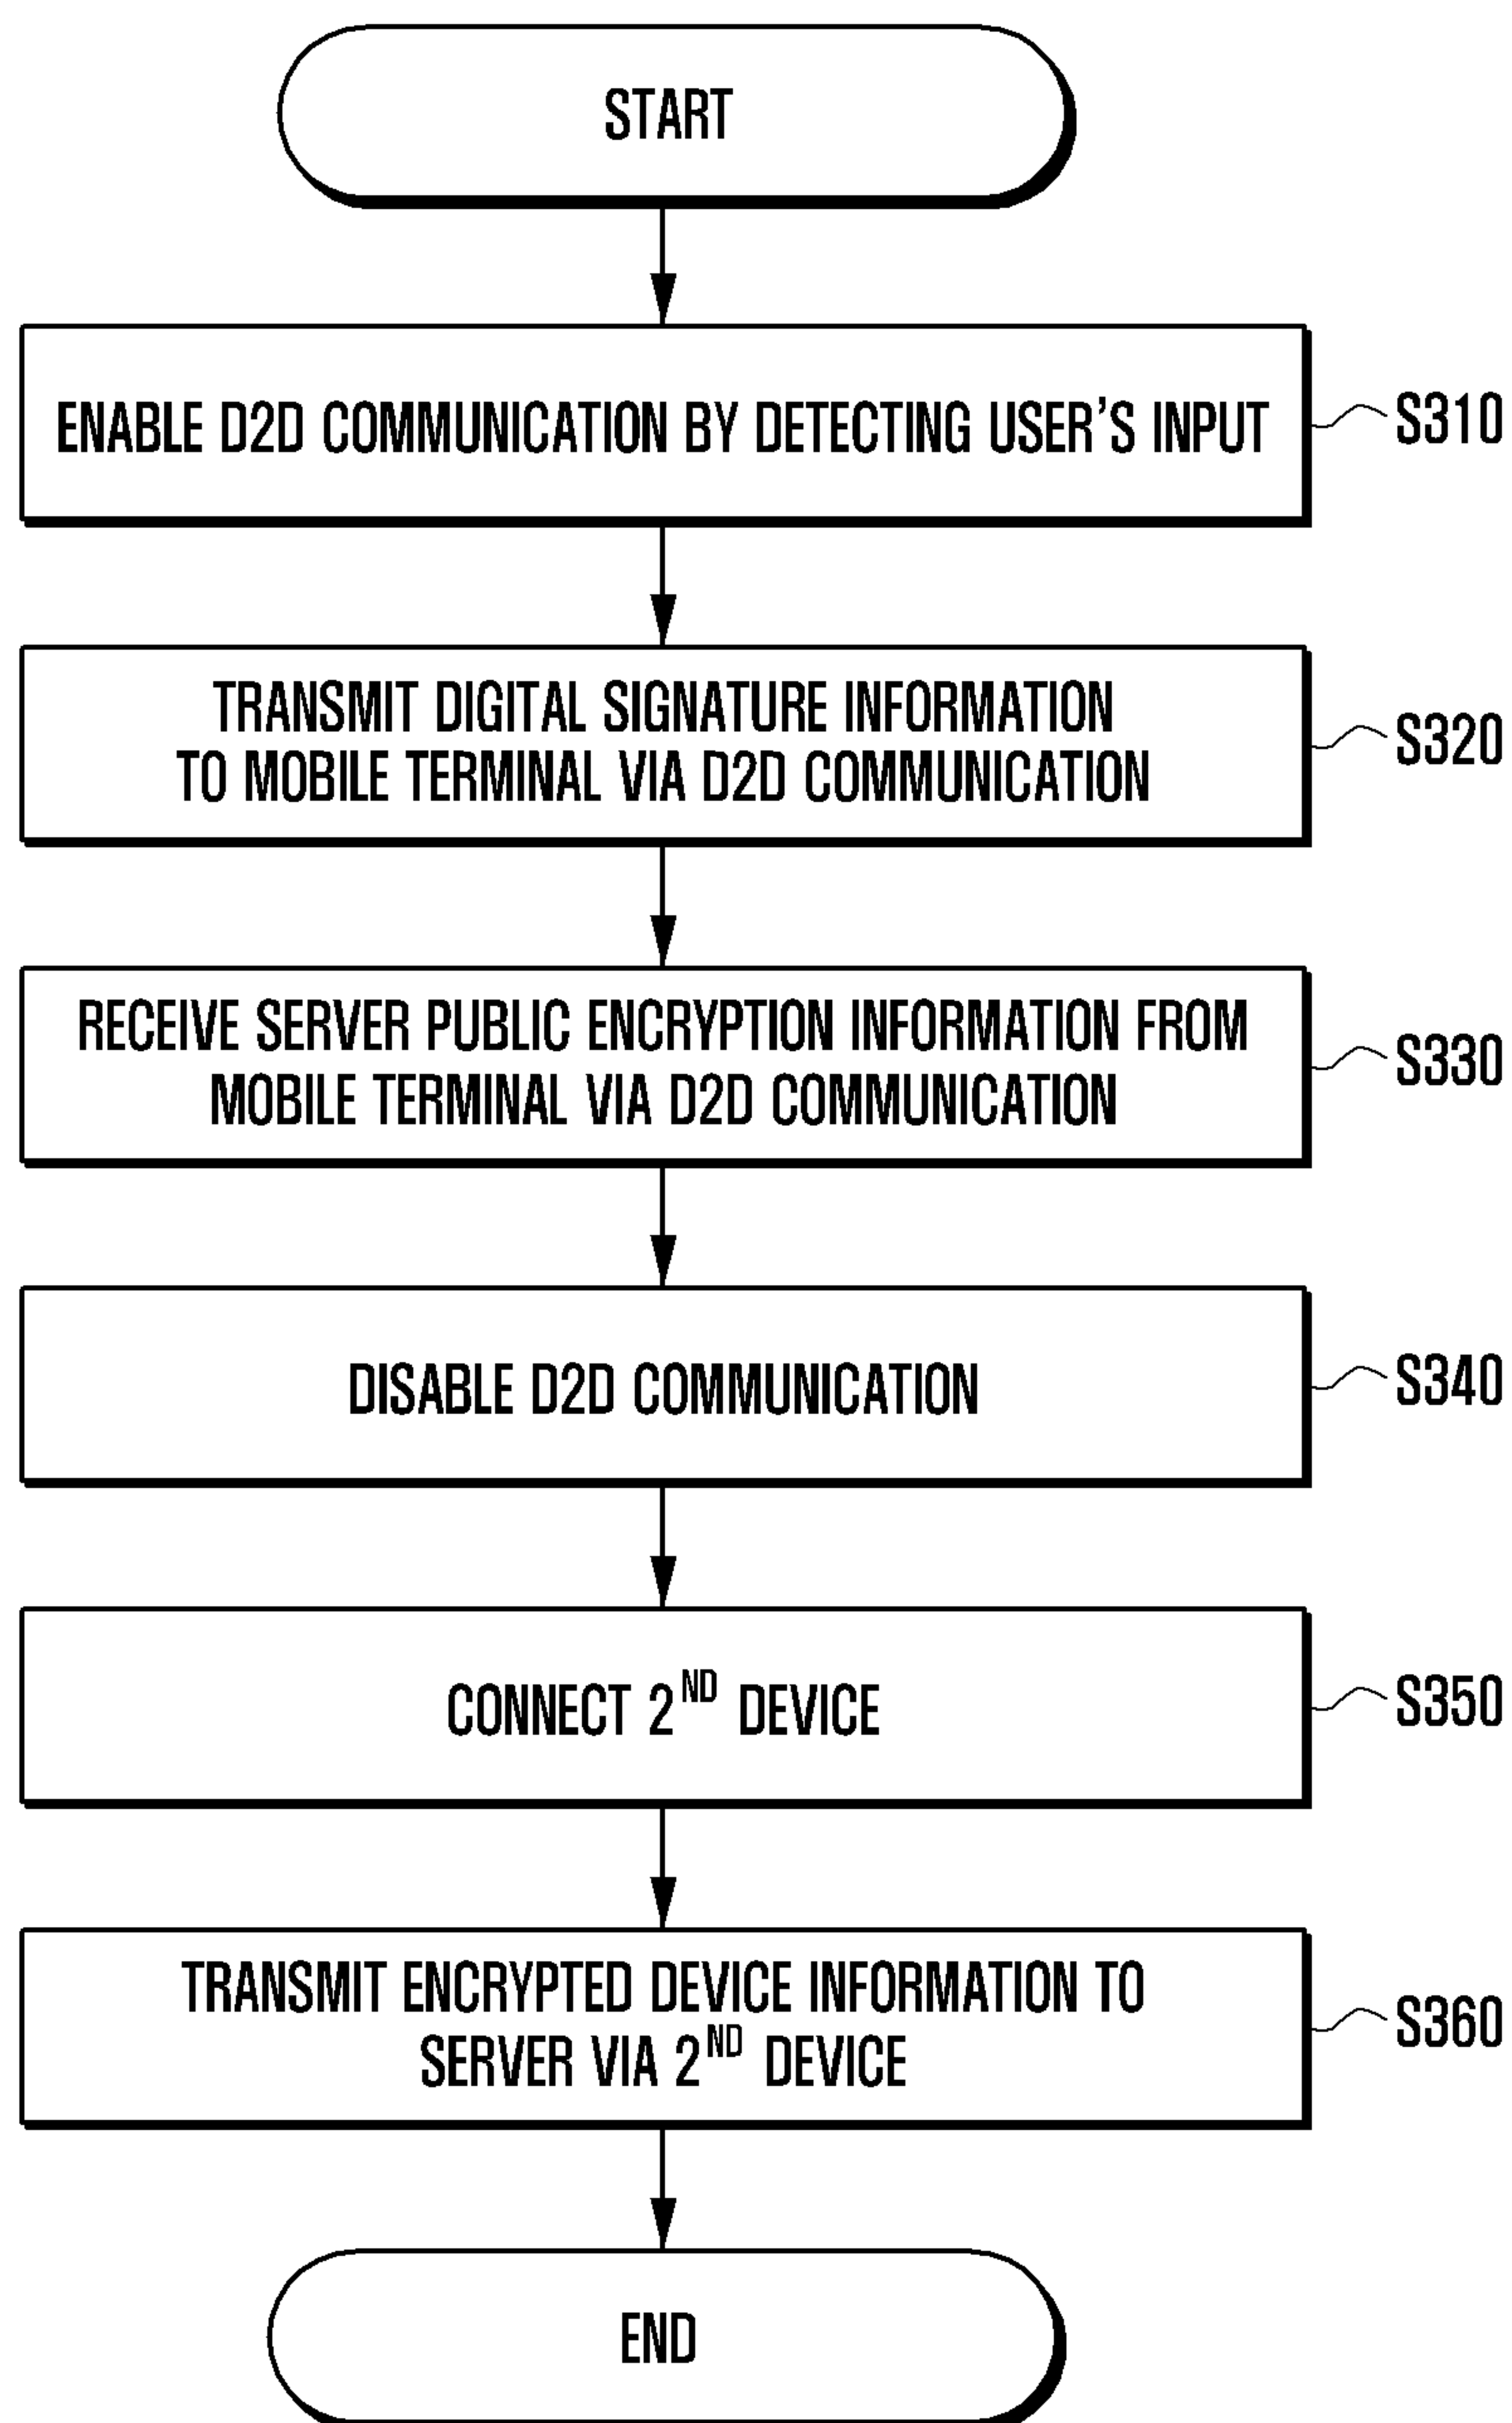 START
ENABLE D2D COMMUNICATION BY DETECTING USER'S INPUT
S310
TRANSMIT DIGITAL SIGNATURE INFORMATION
TO MOBILE TERMINAL VIA D2D COMMUNICATION
S320
RECEIVE SERVER PUBLIC ENCRYPTION INFORMATION FROM
MOBILE TERMINAL VIA D2D COMMUNICATION
S330
DISABLE D2D COMMUNICATION
S340
CONNECT 2ND DEVICE
S350
TRANSMIT ENCRYPTED DEVICE INFORMATION TO
SERVER VIA 2ND DEVICE
S360
END